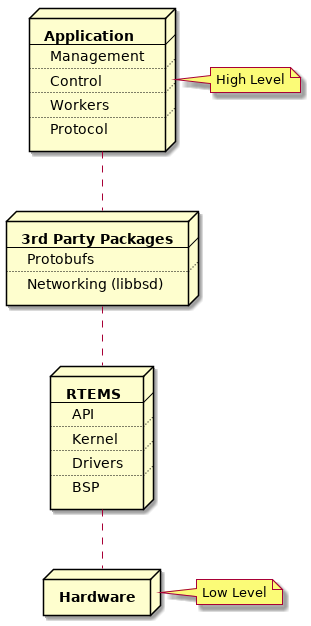 Application
Management
Control
Workers
Protocol
High Level
3rd Party Packages
Protobufs
Networking (libbsd)
RTEMS
API
Kernel
Drivers
BSP
Hardware
Low Level